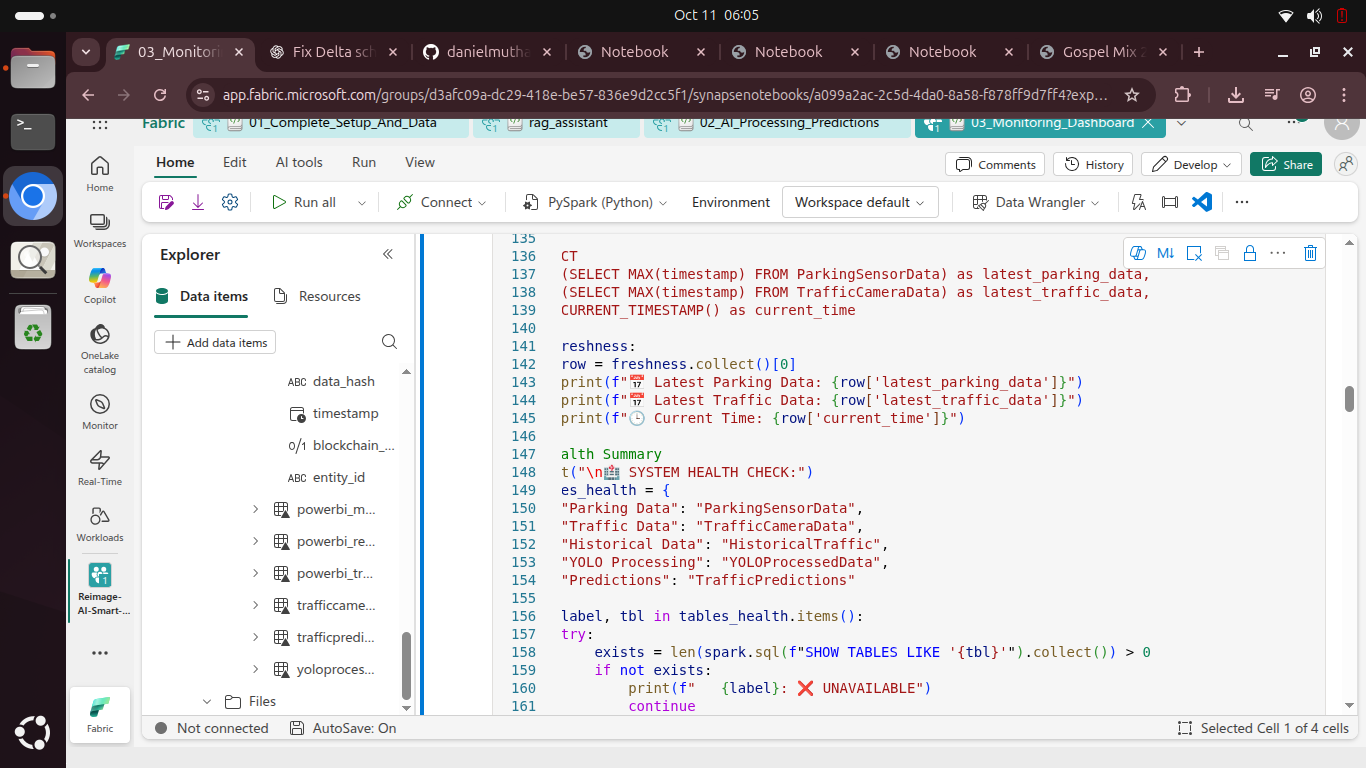 Oct 11 06:05
03_Monitori
Fix Delta sch
danielmutha
Notebook
Notebook
Notebook
Gospel Mix 2
app.fabric.microsoft.com/groups/d3afc09a-dc29-418e-be57-836e9d2cc5f1/synapsenotebooks/a099a2ac-2c5d-4da0-8a58-f878ff9d7ff4?exp...
Fabric
01_Complete_Setup_And_Data
rag_assistant
02_AI_Processing_Predictions
03_Monitoring_Dashboard
Home Edit AI tools Run View
Comments History Develop Share
Run all Connect PySpark (Python) Environment Workspace default Data Wrangler ...
Home
Workspaces
Copilot
OneLake
catalog
Monitor
Real-Time
Workloads
Reimage-
AI-Smart-...
...
Fabric
Explorer
Data items Resources
Add data items
ABC data_hash
timestamp
0/1 blockchain_...
ABC entity_id
powerbi_m...
powerbi_re...
powerbi_tr...
trafficcame...
trafficpredi...
yoloproces...
Files
M↓
135
136 CT
137 (SELECT MAX(timestamp) FROM ParkingSensorData) as latest_parking_data,
138 (SELECT MAX(timestamp) FROM TrafficCameraData) as latest_traffic_data,
139 CURRENT_TIMESTAMP() as current_time
140
141 reshness:
142 row = freshness.collect()[0]
143 print(f"📅 Latest Parking Data: {row['latest_parking_data']}")
144 print(f"📅 Latest Traffic Data: {row['latest_traffic_data']}")
145 print(f"🕒 Current Time: {row['current_time']}")
146
147 alth Summary
148 t("\n🏥 SYSTEM HEALTH CHECK:")
149 es_health = {
150 "Parking Data": "ParkingSensorData",
151 "Traffic Data": "TrafficCameraData",
152 "Historical Data": "HistoricalTraffic",
153 "YOLO Processing": "YOLOProcessedData",
154 "Predictions": "TrafficPredictions"
155
156 label, tbl in tables_health.items():
157 try:
158 exists = len(spark.sql(f"SHOW TABLES LIKE '{tbl}'").collect()) > 0
159 if not exists:
160 print(f"   {label}: ❌ UNAVAILABLE")
161 continue
Not connected AutoSave: On Selected Cell 1 of 4 cells